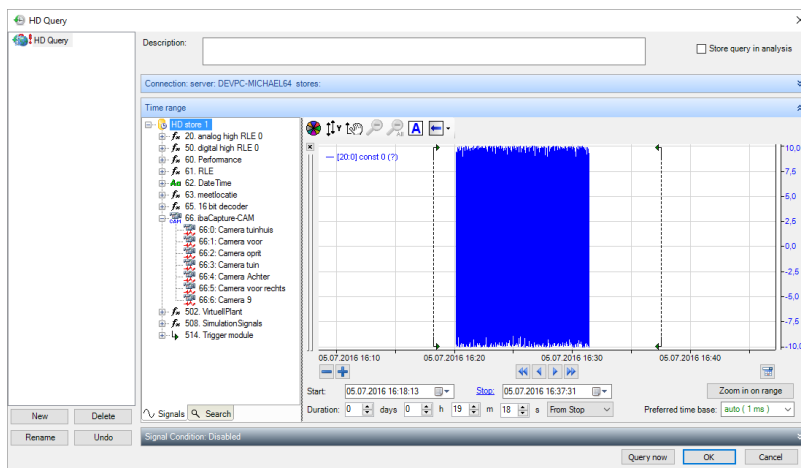 HD Query
HD Query
Description:
Store query in analysis
Connection: server: DEVPC-MICHAEL64 stores:
Time range
HD store 1
20. analog high RLE 0
50. digital high RLE 0
60. Performance
61. RLE
62. DateTime
63. meetlocatie
65. 16 bit decoder
66. ibaCapture-CAM
66:0: Camera tuinhuis
66:1: Camera voor
66:2: Camera oprit
66:3: Camera tuin
66:4: Camera Achter
66:5: Camera voor rechts
66:6: Camera 9
502. VirtuellPlant
508. SimulationSignals
514. Trigger module
Signals Search
[20:0] const 0 (?)
10,0
7,5
5,0
2,5
0,0
-2,5
-5,0
-7,5
-10,0
05.07.2016 16:10 05.07.2016 16:20 05.07.2016 16:30 05.07.2016 16:40
Start: 05.07.2016 16:18:13 Stop: 05.07.2016 16:37:31 Zoom in on range
Duration: 0 days 0 h 19 m 18 s From Stop Preferred time base: auto ( 1 ms )
Signal Condition: Disabled
New Delete
Rename Undo
Query now OK Cancel